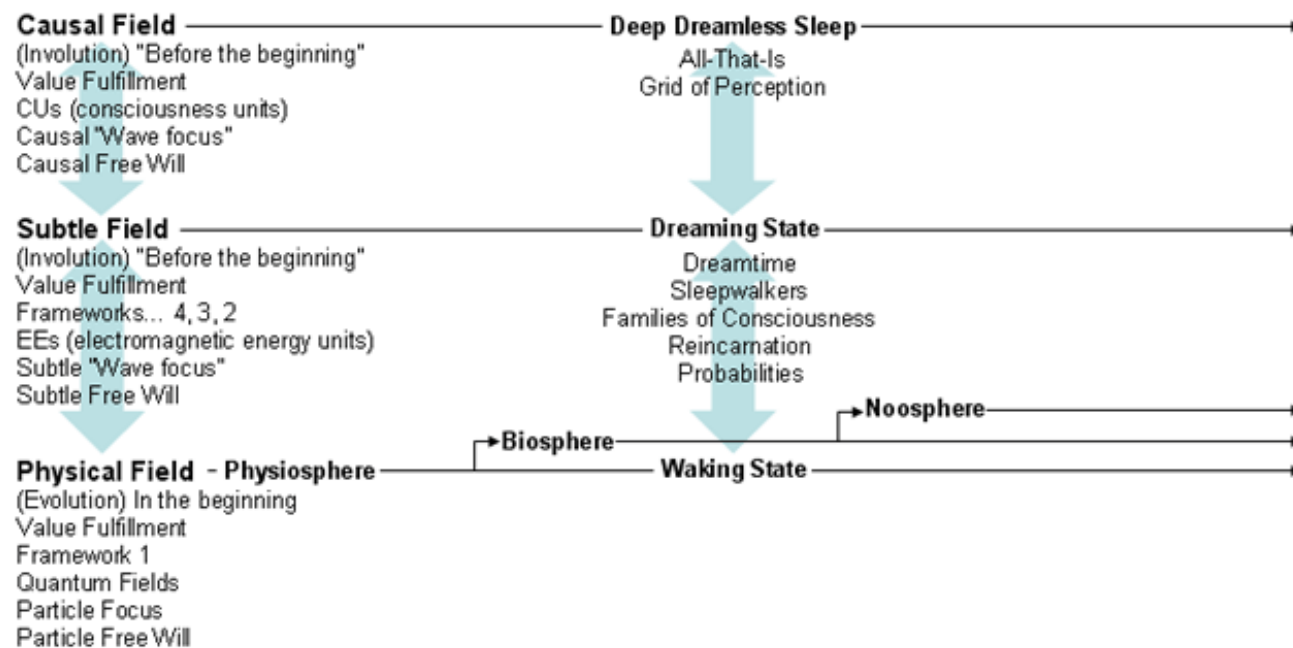 Causal Field Deep Dreamless Sleep
(Involution) "Before the beginning" All-That-Is
Value Fulfillment Grid of Perception
CUs (consciousness units)
Causal "Wave focus"
Causal Free Will
Subtle Field Dreaming State
(Involution) "Before the beginning" Dreamtime
Value Fulfillment Sleepwalkers
Frameworks... 4, 3, 2 Families of Consciousness
EEs (electromagnetic energy units) Reincarnation
Subtle "Wave focus" Probabilities
Subtle Free Will
Noosphere
Biosphere
Physical Field - Physiosphere Waking State
(Evolution) In the beginning
Value Fulfillment
Framework 1
Quantum Fields
Particle Focus
Particle Free Will